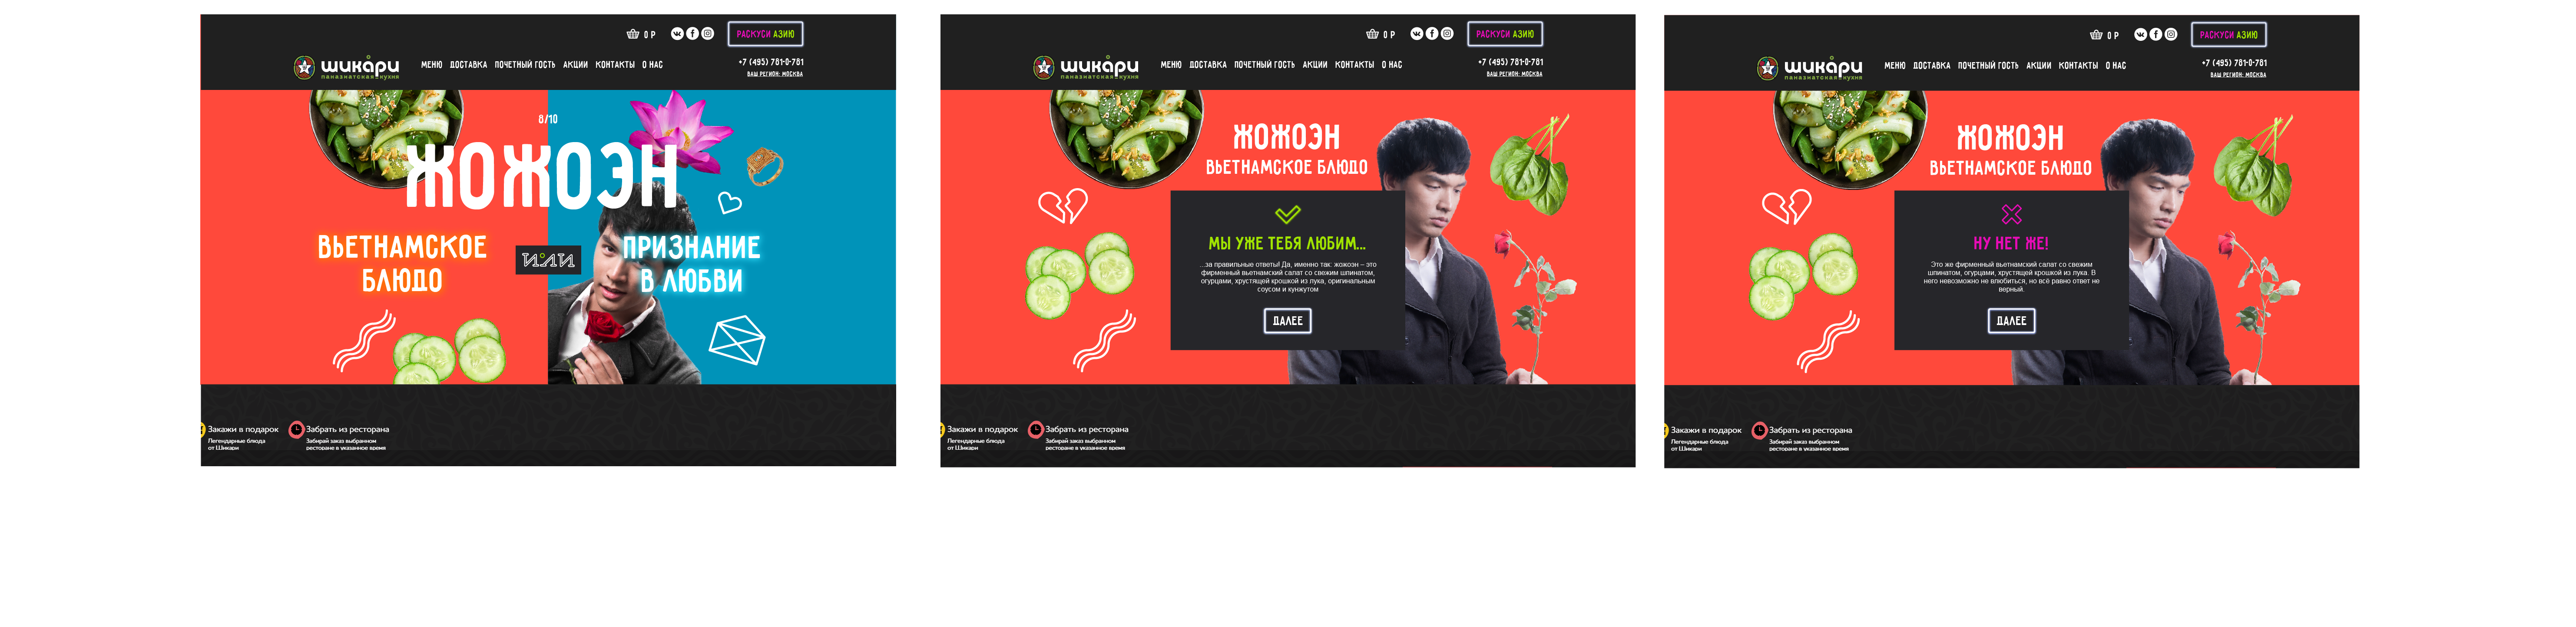 0 Р
РАСКУСИ АЗИЮ
шикари
паназиатская кухня
МЕНЮ ДОСТАВКА ПОЧЕТНЫЙ ГОСТЬ АКЦИИ КОНТАКТЫ О НАС
+7 (495) 781-0-781
ВАШ РЕГИОН: МОСКВА
8/10
ЖОЖОЭН
ВЬЕТНАМСКОЕ
БЛЮДО
ИЛИ
ПРИЗНАНИЕ
В ЛЮБВИ
Закажи в подарок
Легендарные блюда
от Шикари
Забрать из ресторана
Забирай заказ выбранном
ресторане в указанное время
0 Р
РАСКУСИ АЗИЮ
шикари
паназиатская кухня
МЕНЮ ДОСТАВКА ПОЧЕТНЫЙ ГОСТЬ АКЦИИ КОНТАКТЫ О НАС
+7 (495) 781-0-781
ВАШ РЕГИОН: МОСКВА
ЖОЖОЭН
ВЬЕТНАМСКОЕ БЛЮДО
МЫ УЖЕ ТЕБЯ ЛЮБИМ...
...за правильные ответы! Да, именно так: жожоэн – это
фирменный вьетнамский салат со свежим шпинатом,
огурцами, хрустящей крошкой из лука, оригинальным
соусом и кунжутом
ДАЛЕЕ
Закажи в подарок
Легендарные блюда
от Шикари
Забрать из ресторана
Забирай заказ выбранном
ресторане в указанное время
0 Р
РАСКУСИ АЗИЮ
шикари
паназиатская кухня
МЕНЮ ДОСТАВКА ПОЧЕТНЫЙ ГОСТЬ АКЦИИ КОНТАКТЫ О НАС
+7 (495) 781-0-781
ВАШ РЕГИОН: МОСКВА
ЖОЖОЭН
ВЬЕТНАМСКОЕ БЛЮДО
НУ НЕТ ЖЕ!
Это же фирменный вьетнамский салат со свежим
шпинатом, огурцами, хрустящей крошкой из лука. В
него невозможно не влюбиться, но всё равно ответ не
верный.
ДАЛЕЕ
Закажи в подарок
Легендарные блюда
от Шикари
Забрать из ресторана
Забирай заказ выбранном
ресторане в указанное время